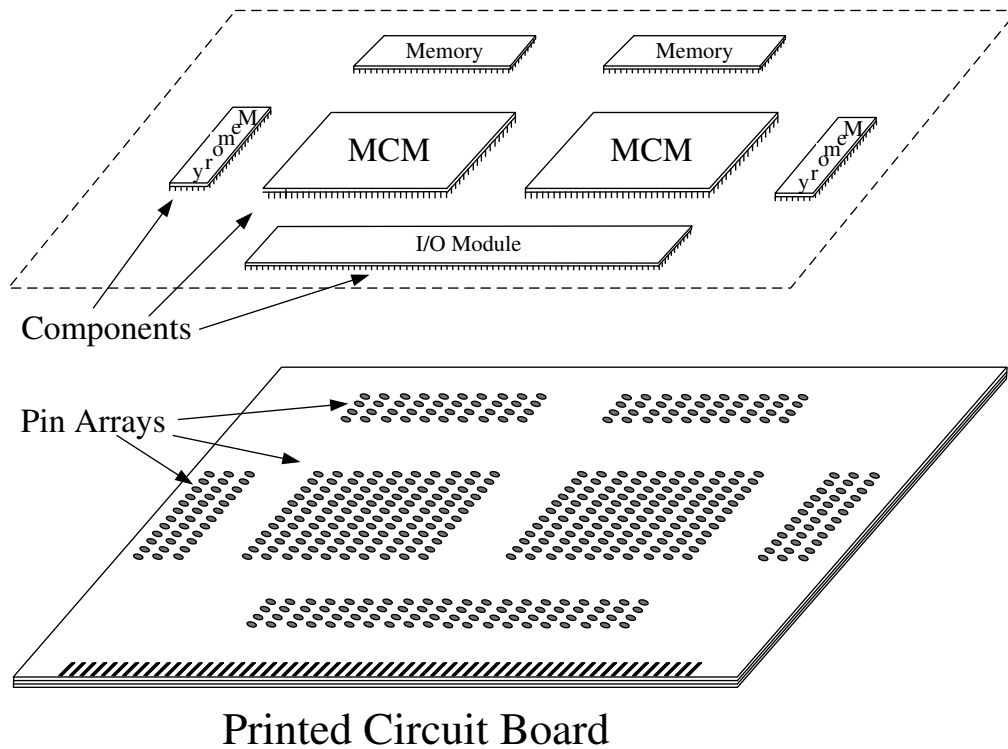 Memory
Memory
Memory
MCM
MCM
Memory
I/O Module
Components
Pin Arrays
Printed Circuit Board